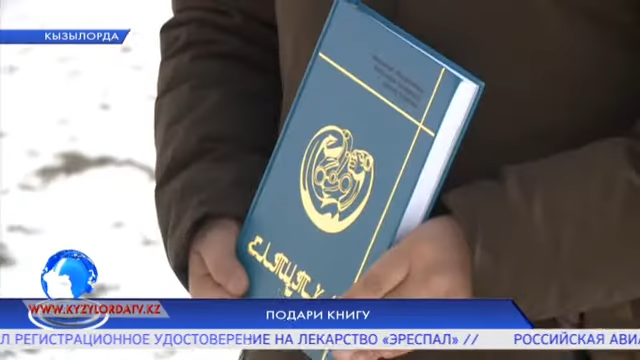 КЫЗЫЛОРДА
WWW.KYZYLORDATV.KZ
ПОДАРИ КНИГУ
Л РЕГИСТРАЦИОННОЕ УДОСТОВЕРЕНИЕ НА ЛЕКАРСТВО «ЭРЕСПАЛ» // РОССИЙСКАЯ АВИ